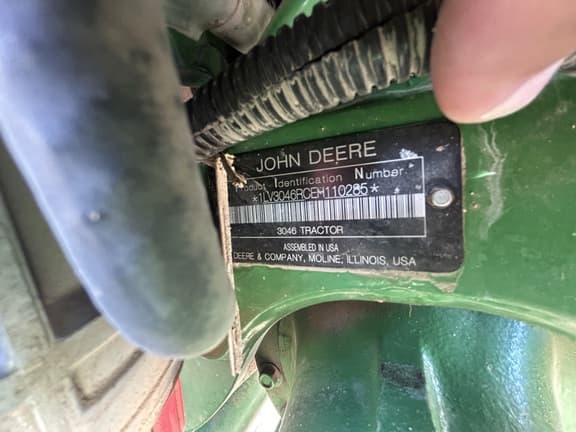 JOHN DEERE
Product Identification Number
*1LV3046RCEH110285*
3046 TRACTOR
ASSEMBLED IN USA
DEERE & COMPANY, MOLINE, ILLINOIS, USA